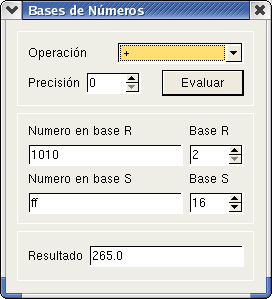 Bases de Números
Operación +
Precisión 0 Evaluar
Numero en base R Base R
1010 2
Numero en base S Base S
ff 16
Resultado 265.0